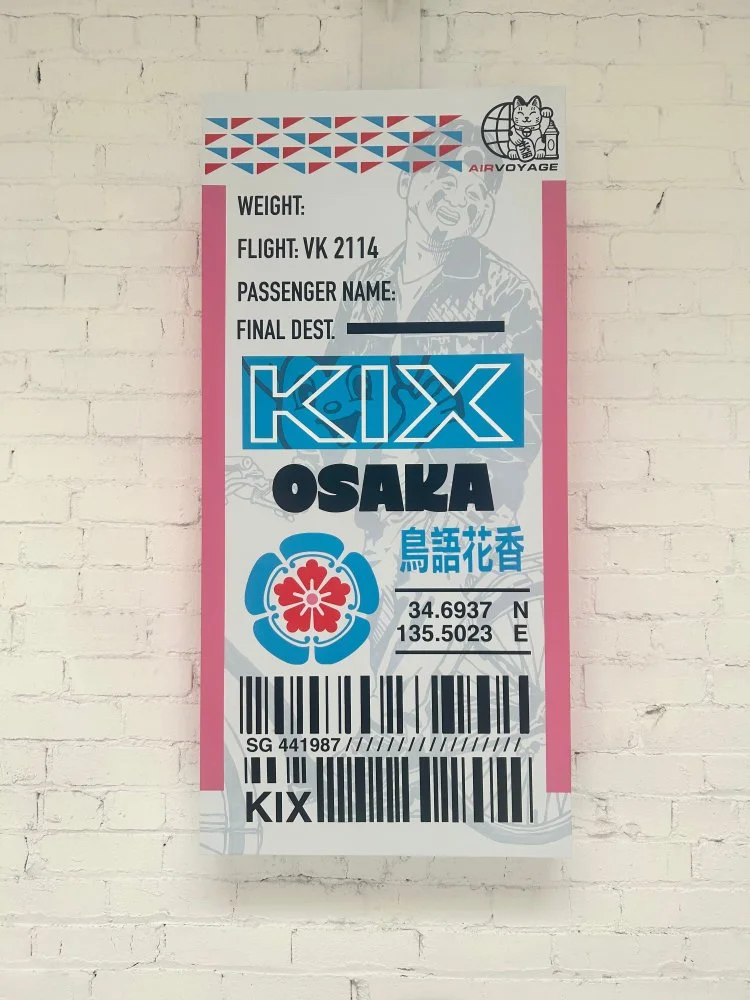 AIRVOYAGE
WEIGHT:
FLIGHT: VK 2114
PASSENGER NAME:
FINAL DEST.
KIX
OSAKA
鳥語花香
34.6937 N
135.5023 E
SG 441987 / / / / / / / / / / / / / / / / / / / /
KIX